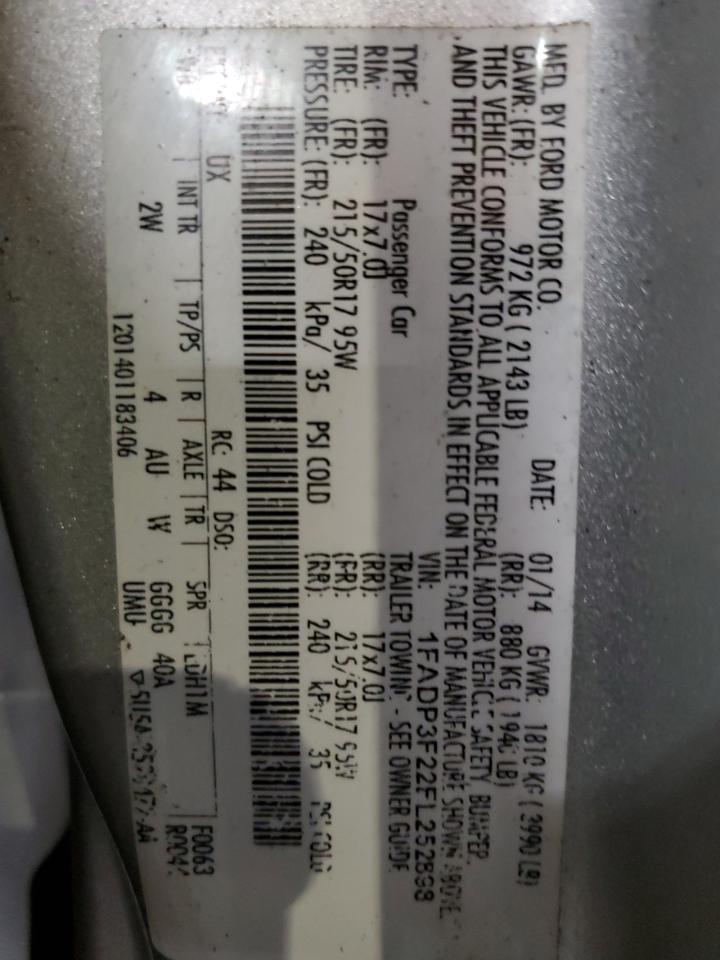 MFD. BY FORD MOTOR CO. DATE: 01/14 GVWR: 1810 KG ( 3990 LB)
GAWR: (FR): 972 KG ( 2143 LB) (RR): 880 KG ( 1940 LB)
THIS VEHICLE CONFORMS TO ALL APPLICABLE FEDERAL MOTOR VEHICLE SAFETY, BUMPER,
AND THEFT PREVENTION STANDARDS IN EFFECT ON THE DATE OF MANUFACTURE SHOWN ABOVE.
VIN: 1FADP3F22FL252898
TYPE: Passenger Car TRAILER TOWING - SEE OWNER GUIDE
RIM: (FR): 17x7.0J (RR): 17x7.0J
TIRE: (FR): 215/50R17 95W (RR): 215/50R17 95W
PRESSURE: (FR): 240 kPa/ 35 PSI COLD (RR): 240 kPa/ 35 PSI COLD
UX RC: 44 DSO: F0063
INT TR TP/PS R AXLE TR SPR
2W 4 AU W GGGG 40A
1201401183406 UMU